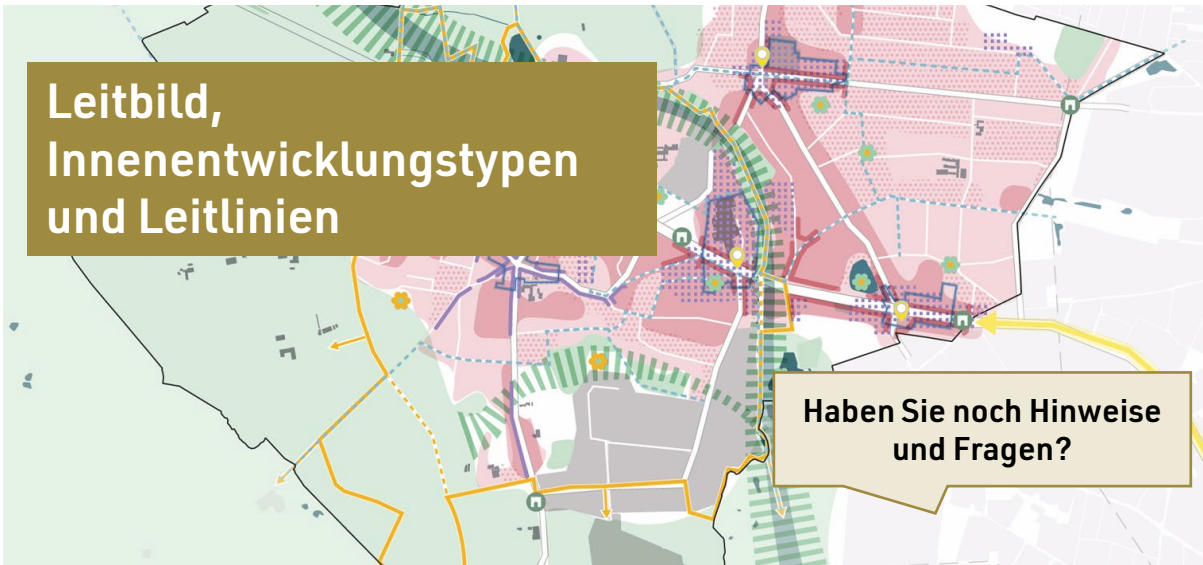 Leitbild,
Innenentwicklungstypen
und Leitlinien
Haben Sie noch Hinweise
und Fragen?